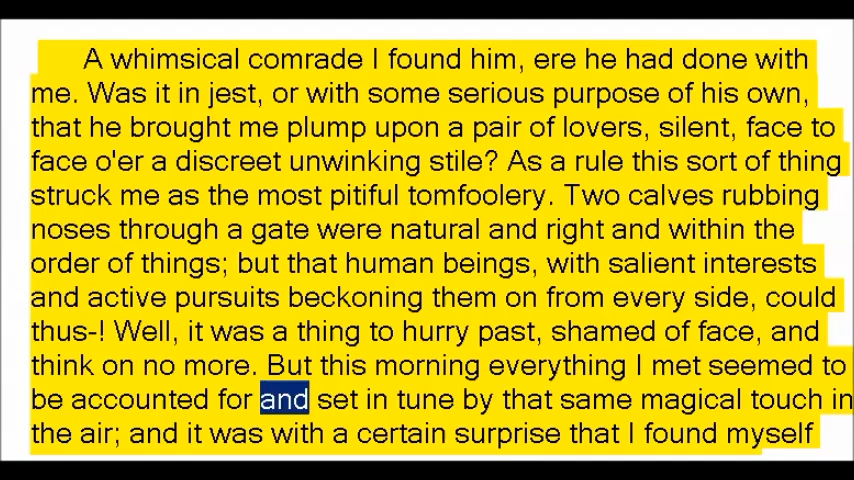 A whimsical comrade I found him, ere he had done with
me. Was it in jest, or with some serious purpose of his own,
that he brought me plump upon a pair of lovers, silent, face to
face o'er a discreet unwinking stile? As a rule this sort of thing
struck me as the most pitiful tomfoolery. Two calves rubbing
noses through a gate were natural and right and within the
order of things; but that human beings, with salient interests
and active pursuits beckoning them on from every side, could
thus-! Well, it was a thing to hurry past, shamed of face, and
think on no more. But this morning everything I met seemed to
be accounted for and set in tune by that same magical touch in
the air; and it was with a certain surprise that I found myself